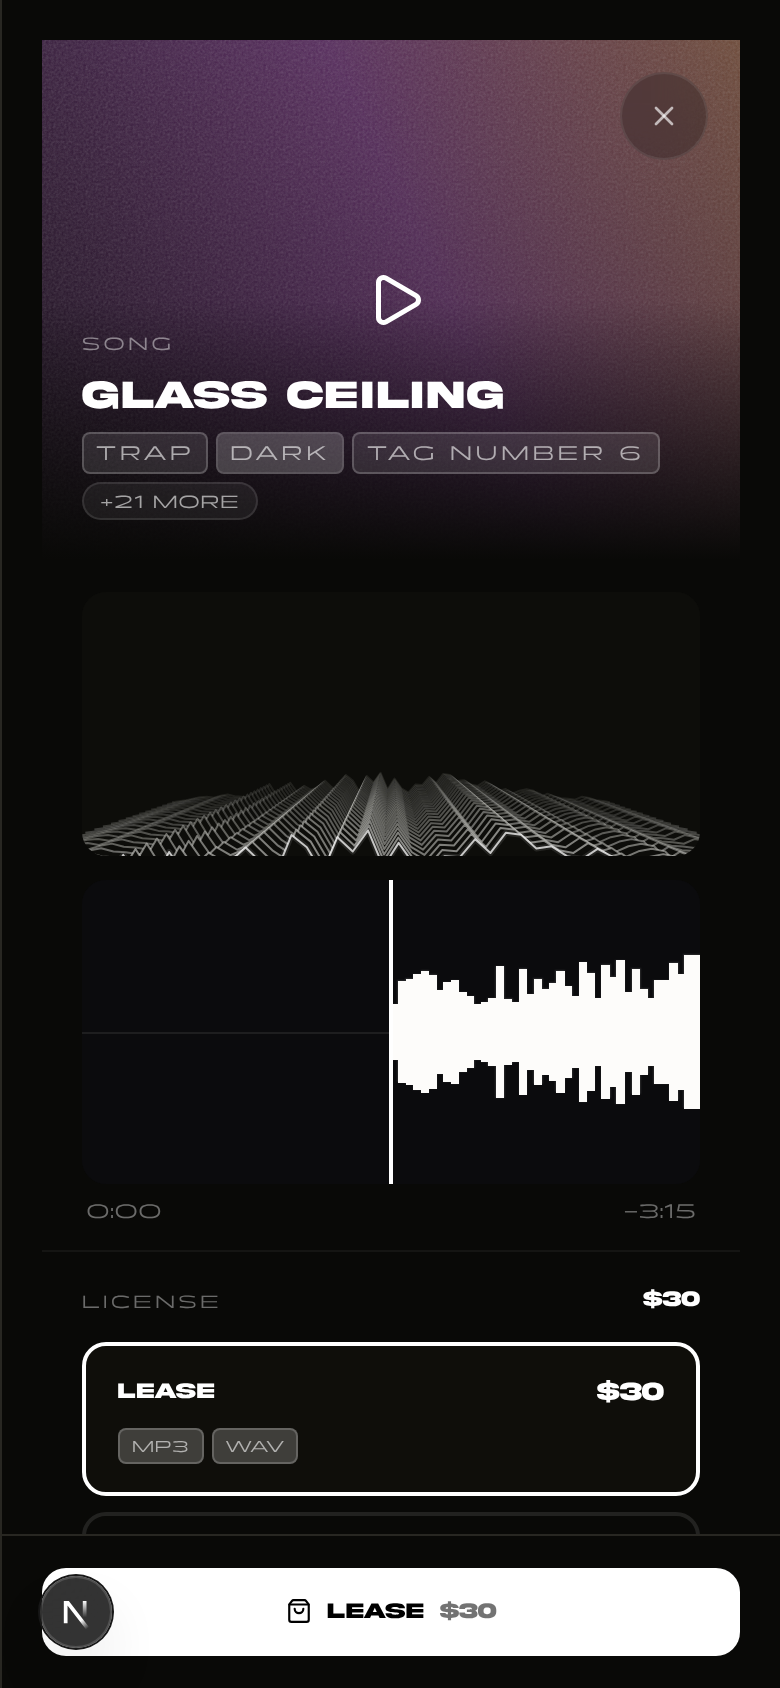 SONG
GLASS CEILING
TRAP DARK TAG NUMBER 6
+21 MORE
0:00 -3:15
LICENSE $30
LEASE $30
MP3 WAV
N LEASE $30